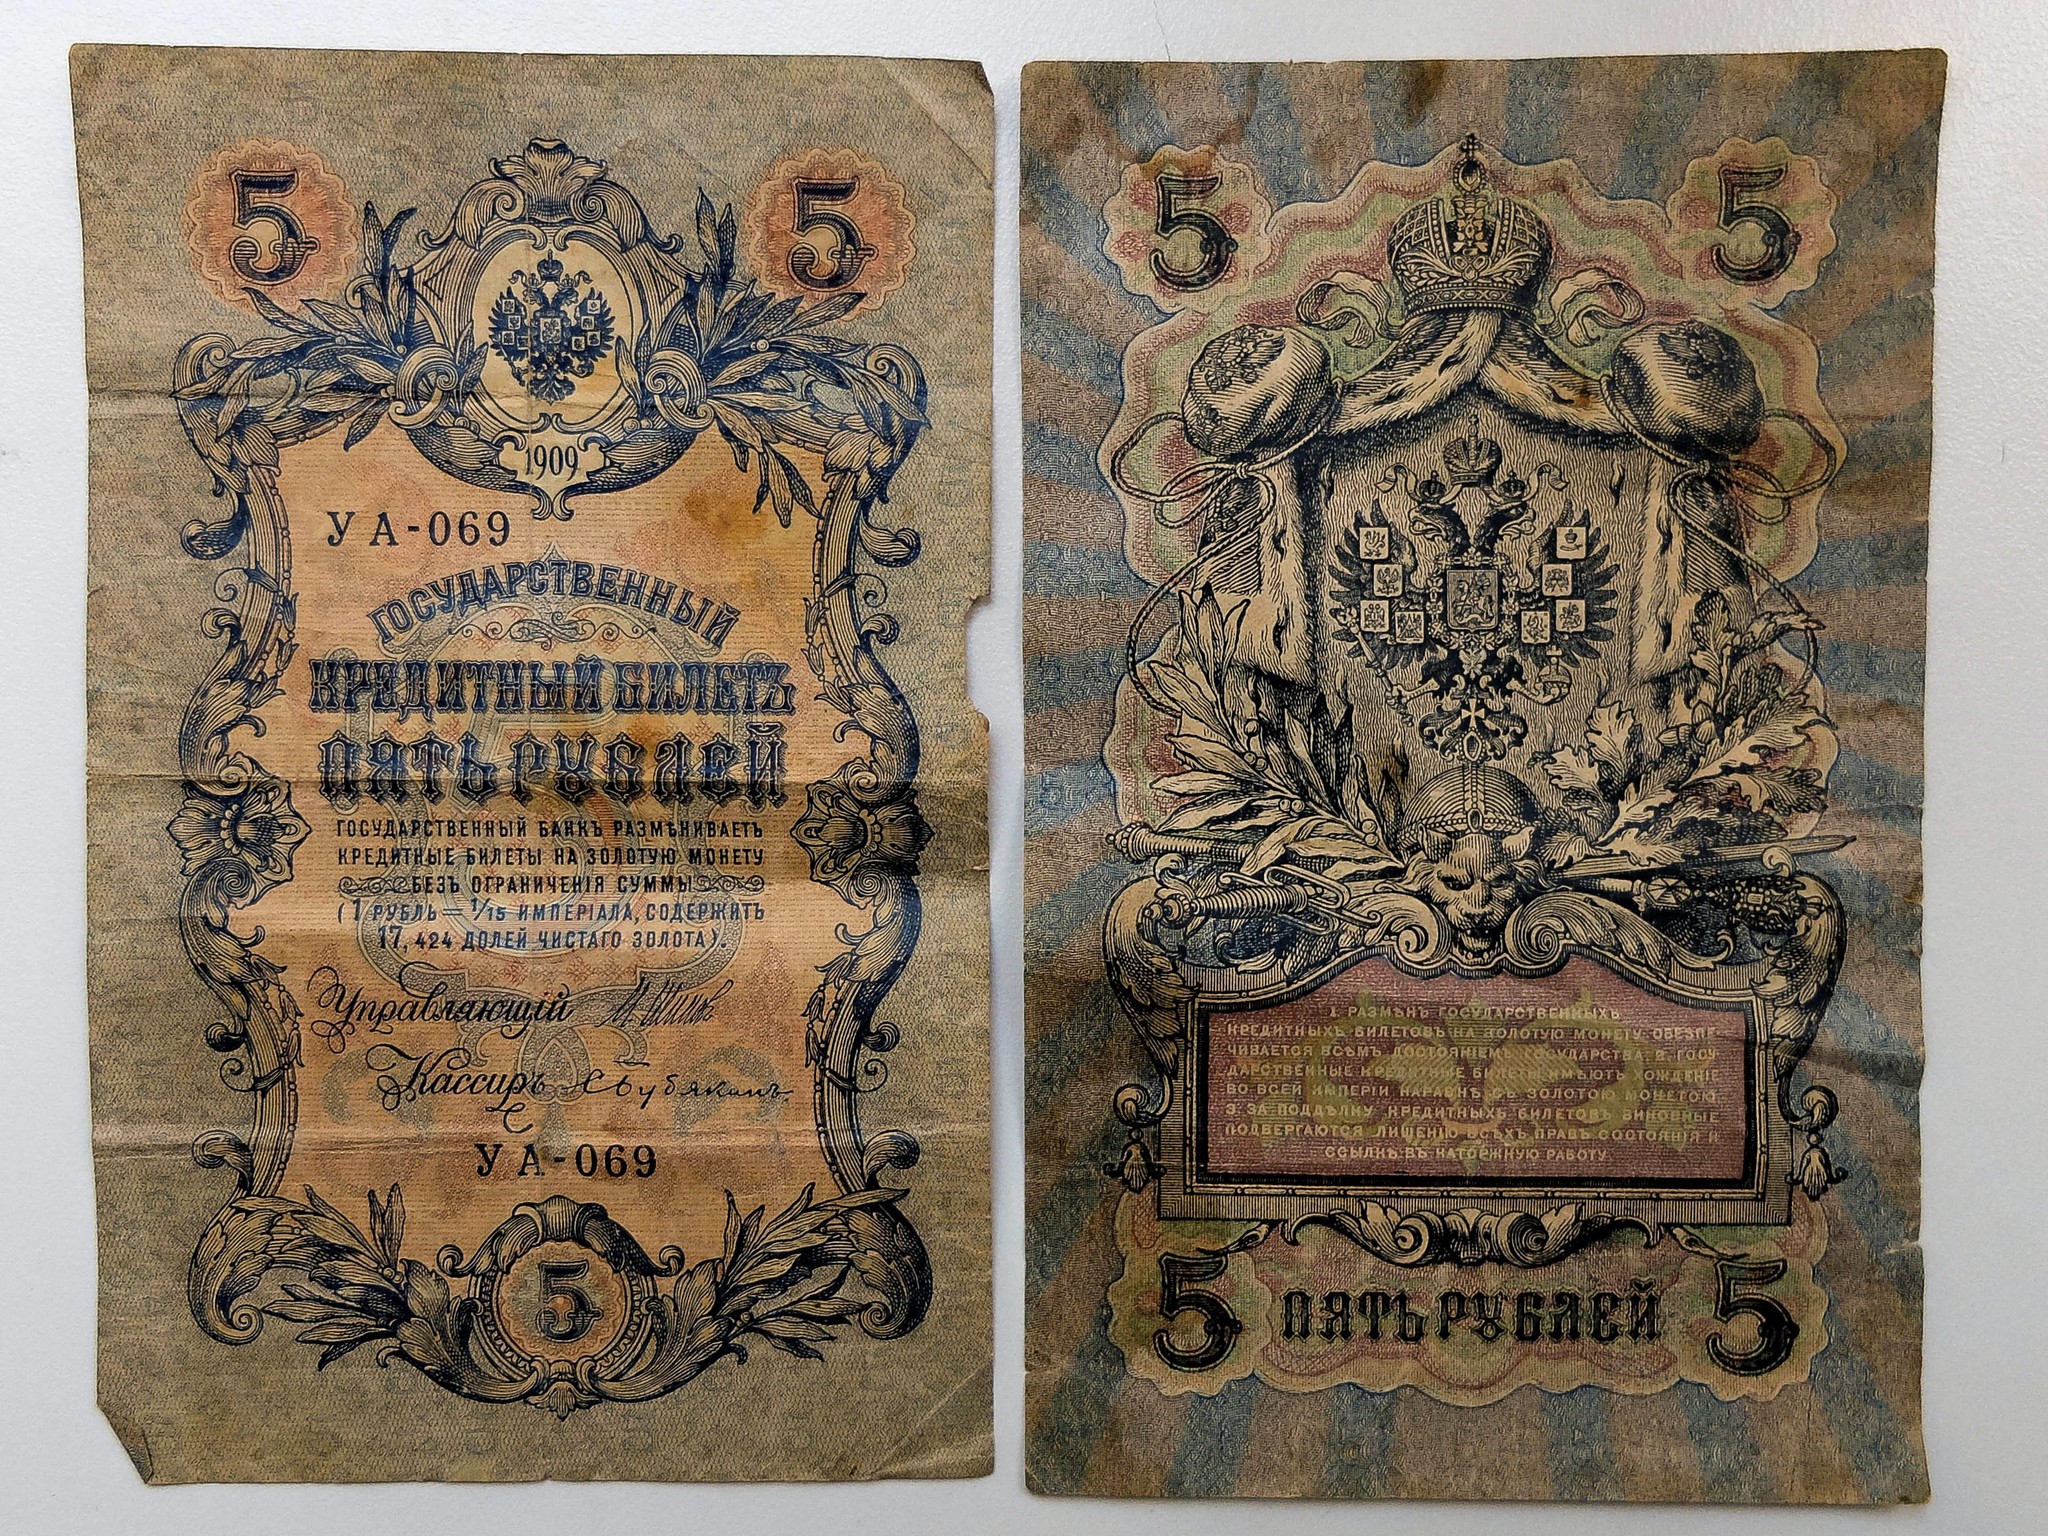 5 5
1909
УА-069
ГОСУДАРСТВЕННЫЙ
КРЕДИТНЫЙ БИЛЕТЪ
ПЯТЬ РУБЛЕЙ
ГОСУДАРСТВЕННЫЙ БАНКЪ РАЗМѢНИВАЕТЪ
КРЕДИТНЫЕ БИЛЕТЫ НА ЗОЛОТУЮ МОНЕТУ
БЕЗЪ ОГРАНИЧЕНІЯ СУММЫ
(1 РУБЛЬ = 1/15 ИМПЕРІАЛА, СОДЕРЖИТЪ
17,424 ДОЛЕЙ ЧИСТАГО ЗОЛОТА).
Управляющій И Шипов
Кассиръ С Бубякинъ
УА-069
5
5 5
1. РАЗМѢНЪ ГОСУДАРСТВЕННЫХЪ
КРЕДИТНЫХЪ БИЛЕТОВЪ НА ЗОЛОТУЮ МОНЕТУ ОБЕЗПЕ-
ЧИВАЕТСЯ ВСѢМЪ ДОСТОЯНІЕМЪ ГОСУДАРСТВА. 2. ГОСУ-
ДАРСТВЕННЫЕ КРЕДИТНЫЕ БИЛЕТЫ ИМѢЮТЪ ХОЖДЕНІЕ
ВО ВСЕЙ ИМПЕРІИ НАРАВНѢ СЪ ЗОЛОТОЮ МОНЕТОЮ.
3. ЗА ПОДДѢЛКУ КРЕДИТНЫХЪ БИЛЕТОВЪ ВИНОВНЫЕ
ПОДВЕРГАЮТСЯ ЛИШЕНІЮ ВСѢХЪ ПРАВЪ СОСТОЯНІЯ И
ССЫЛКѢ ВЪ КАТОРЖНУЮ РАБОТУ.
5 ПЯТЬ РУБЛЕЙ 5